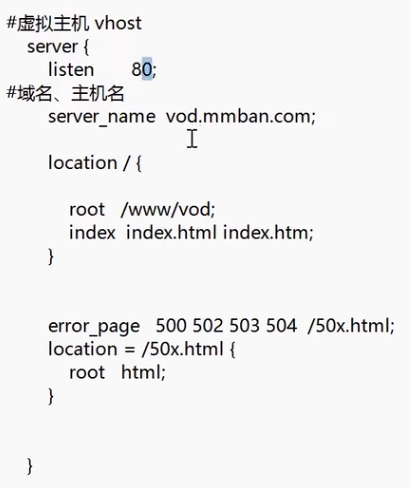 #虚拟主机 vhost
server {
listen 80;
#域名、主机名
server_name vod.mmban.com;
location / {
root /www/vod;
index index.html index.htm;
}
error_page 500 502 503 504 /50x.html;
location = /50x.html {
root html;
}
}